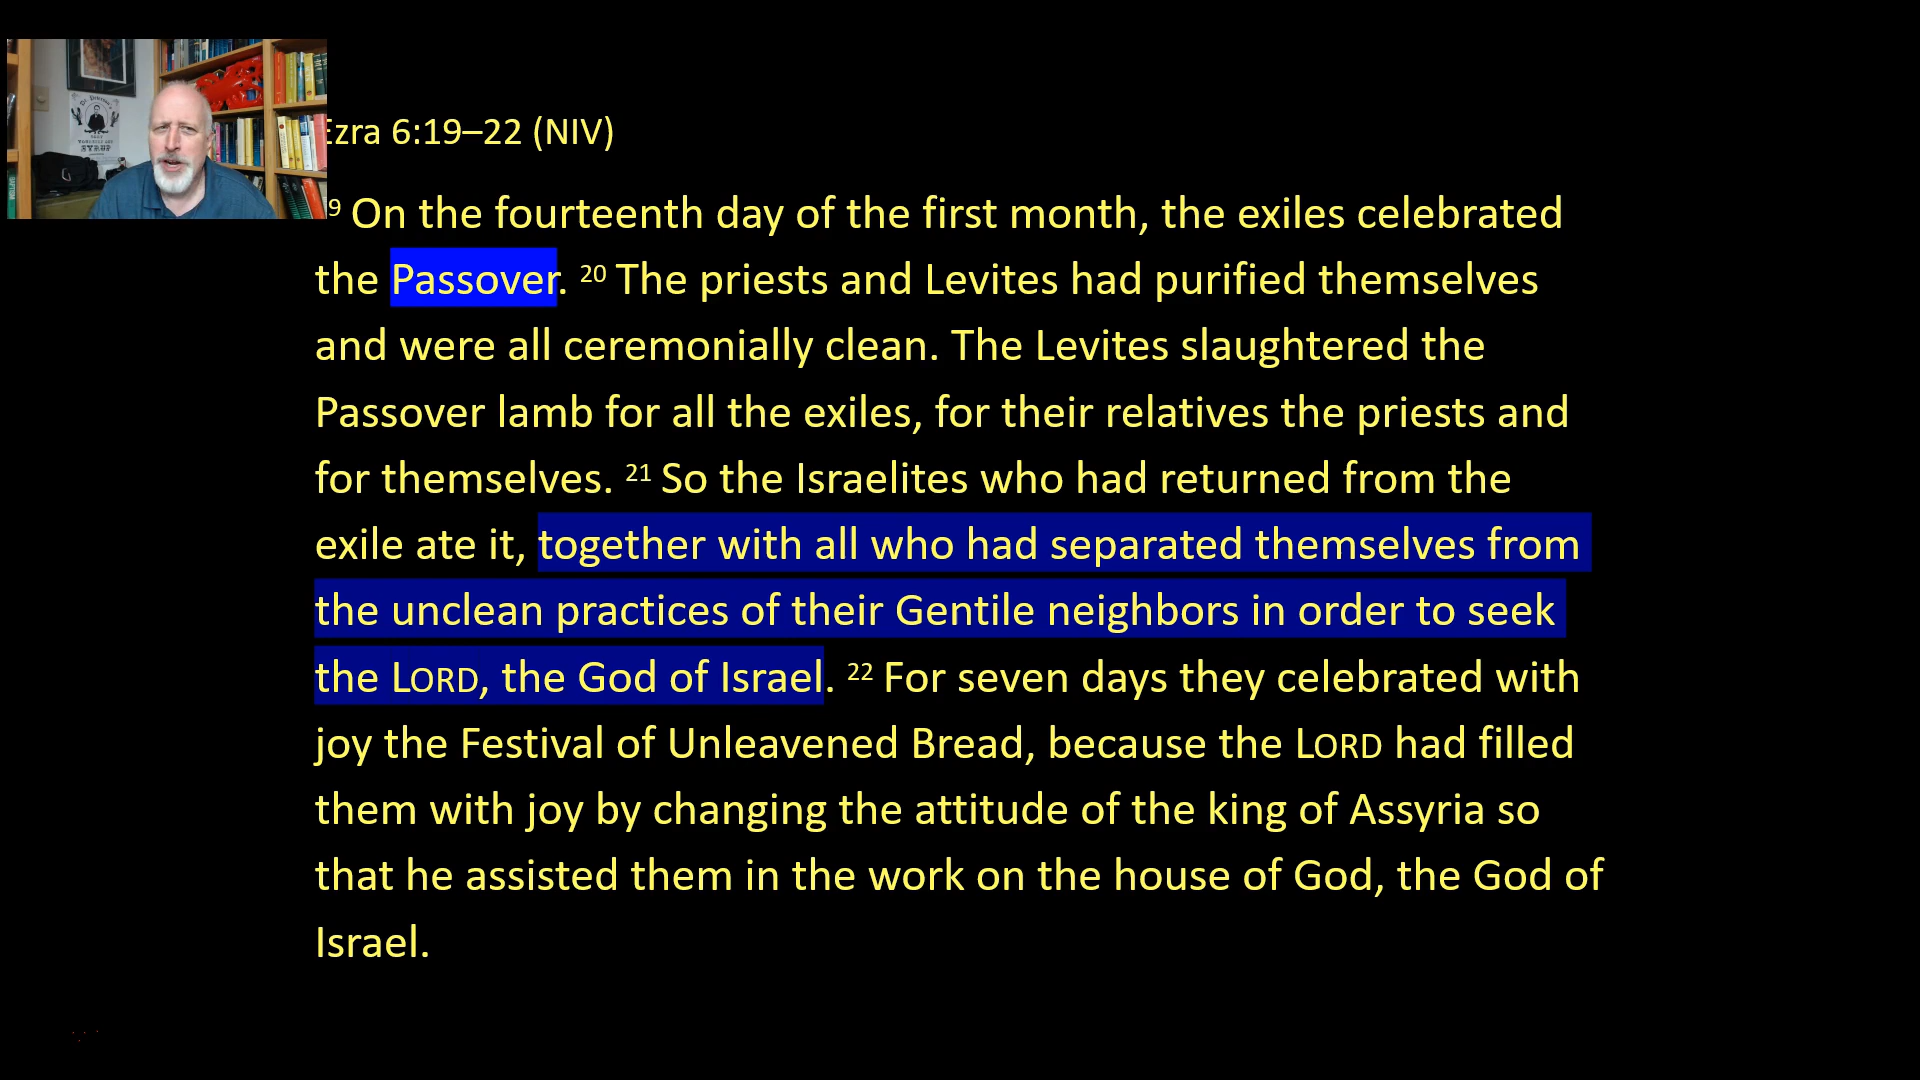 Ezra 6:19–22 (NIV)
9 On the fourteenth day of the first month, the exiles celebrated
the Passover. 20 The priests and Levites had purified themselves
and were all ceremonially clean. The Levites slaughtered the
Passover lamb for all the exiles, for their relatives the priests and
for themselves. 21 So the Israelites who had returned from the
exile ate it, together with all who had separated themselves from
the unclean practices of their Gentile neighbors in order to seek
the LORD, the God of Israel. 22 For seven days they celebrated with
joy the Festival of Unleavened Bread, because the LORD had filled
them with joy by changing the attitude of the king of Assyria so
that he assisted them in the work on the house of God, the God of
Israel.